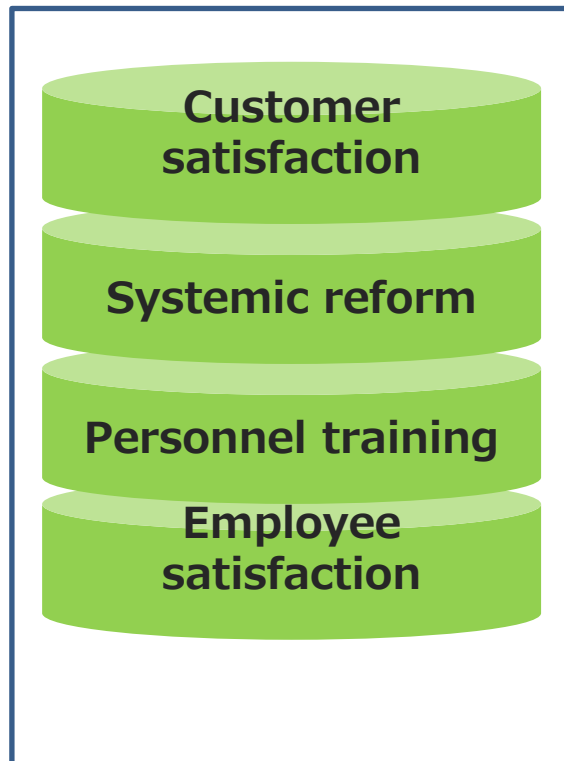 Customer
satisfaction
Systemic reform
Personnel training
Employee
satisfaction